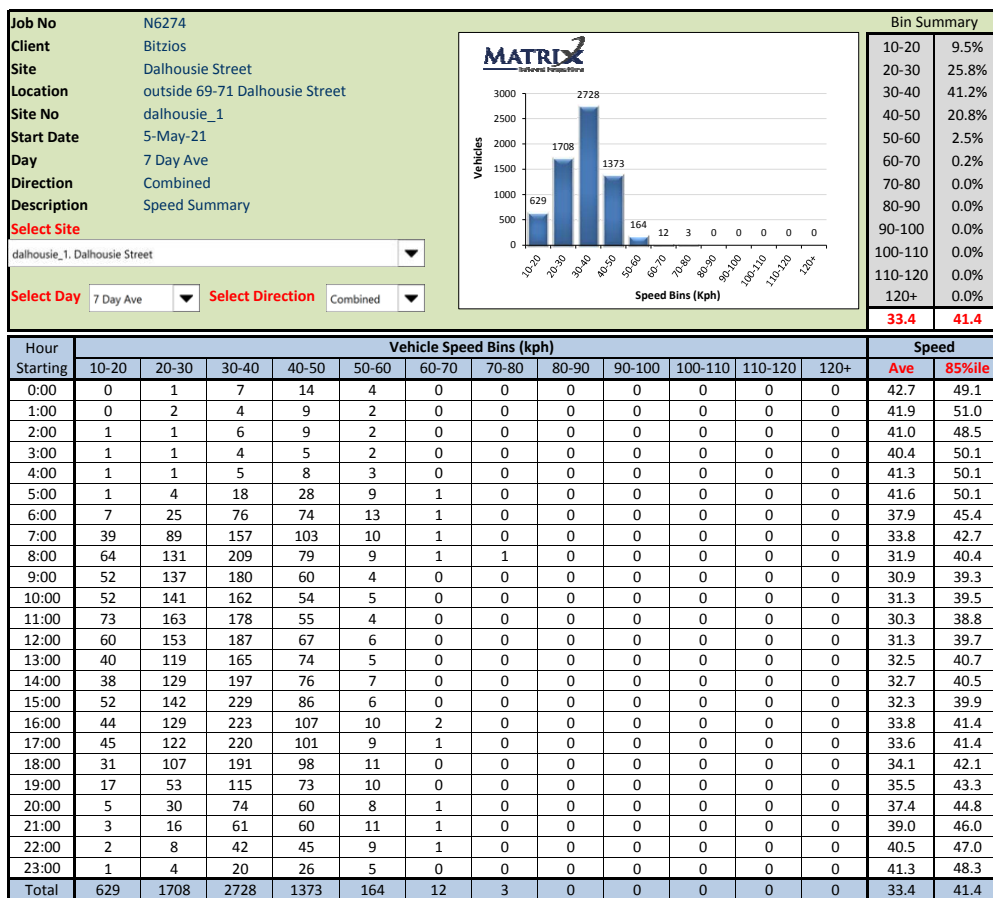 Job No N6274
Client Bitzios
Site Dalhousie Street
Location outside 69-71 Dalhousie Street
Site No dalhousie_1
Start Date 5-May-21
Day 7 Day Ave
Direction Combined
Description Speed Summary
Select Site
dalhousie_1. Dalhousie Street
Select Day 7 Day Ave Select Direction Combined
MATRIX
Vehicles
3000
2500
2000
1500
1000
500
0
629 1708 2728 1373 164 12 3 0 0 0 0 0
10-20 20-30 30-40 40-50 50-60 60-70 70-80 80-90 90-100 100-110 110-120 120+
Speed Bins (Kph)
Bin Summary
10-20 9.5%
20-30 25.8%
30-40 41.2%
40-50 20.8%
50-60 2.5%
60-70 0.2%
70-80 0.0%
80-90 0.0%
90-100 0.0%
100-110 0.0%
110-120 0.0%
120+ 0.0%
33.4 41.4
Hour Vehicle Speed Bins (kph) Speed
Starting 10-20 20-30 30-40 40-50 50-60 60-70 70-80 80-90 90-100 100-110 110-120 120+ Ave 85%ile
0:00 0 1 7 14 4 0 0 0 0 0 0 0 42.7 49.1
1:00 0 2 4 9 2 0 0 0 0 0 0 0 41.9 51.0
2:00 1 1 6 9 2 0 0 0 0 0 0 0 41.0 48.5
3:00 1 1 4 5 2 0 0 0 0 0 0 0 40.4 50.1
4:00 1 1 5 8 3 0 0 0 0 0 0 0 41.3 50.1
5:00 1 4 18 28 9 1 0 0 0 0 0 0 41.6 50.1
6:00 7 25 76 74 13 1 0 0 0 0 0 0 37.9 45.4
7:00 39 89 157 103 10 1 0 0 0 0 0 0 33.8 42.7
8:00 64 131 209 79 9 1 1 0 0 0 0 0 31.9 40.4
9:00 52 137 180 60 4 0 0 0 0 0 0 0 30.9 39.3
10:00 52 141 162 54 5 0 0 0 0 0 0 0 31.3 39.5
11:00 73 163 178 55 4 0 0 0 0 0 0 0 30.3 38.8
12:00 60 153 187 67 6 0 0 0 0 0 0 0 31.3 39.7
13:00 40 119 165 74 5 0 0 0 0 0 0 0 32.5 40.7
14:00 38 129 197 76 7 0 0 0 0 0 0 0 32.7 40.5
15:00 52 142 229 86 6 0 0 0 0 0 0 0 32.3 39.9
16:00 44 129 223 107 10 2 0 0 0 0 0 0 33.8 41.4
17:00 45 122 220 101 9 1 0 0 0 0 0 0 33.6 41.4
18:00 31 107 191 98 11 0 0 0 0 0 0 0 34.1 42.1
19:00 17 53 115 73 10 0 0 0 0 0 0 0 35.5 43.3
20:00 5 30 74 60 8 1 0 0 0 0 0 0 37.4 44.8
21:00 3 16 61 60 11 1 0 0 0 0 0 0 39.0 46.0
22:00 2 8 42 45 9 1 0 0 0 0 0 0 40.5 47.0
23:00 1 4 20 26 5 0 0 0 0 0 0 0 41.3 48.3
Total 629 1708 2728 1373 164 12 3 0 0 0 0 0 33.4 41.4